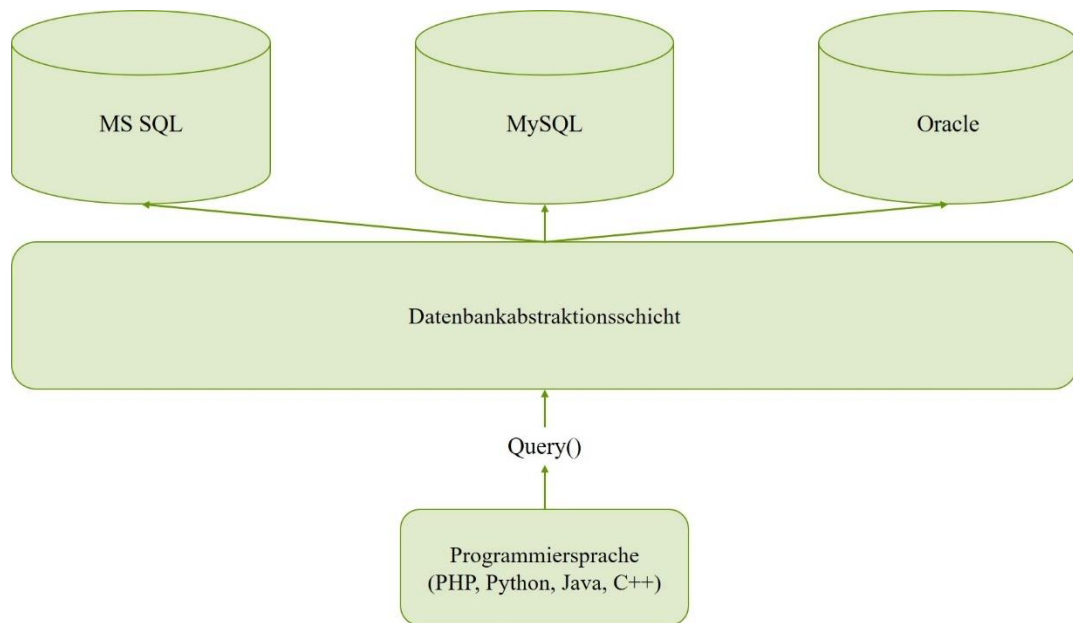 MS SQL
MySQL
Oracle
Datenbankabstraktionsschicht
Query()
Programmiersprache
(PHP, Python, Java, C++)